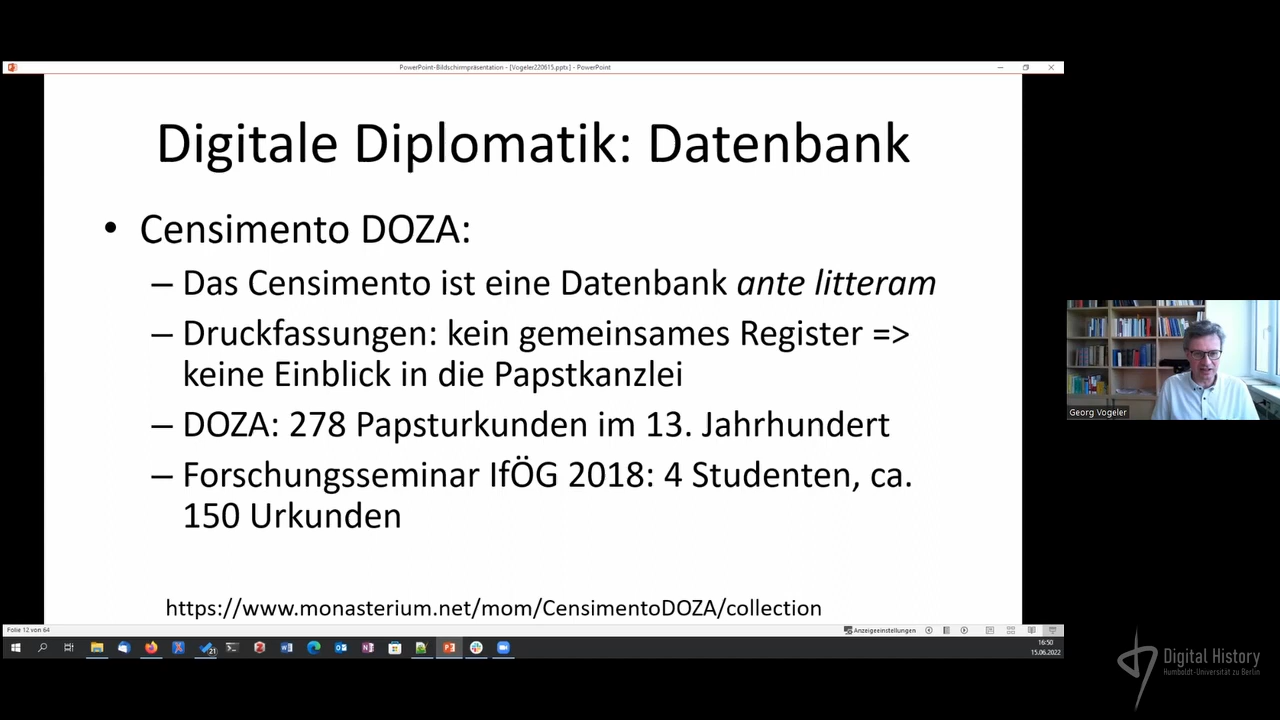 PowerPoint-Bildschirmpräsentation - [Vogeler220615.pptx] - PowerPoint
Digitale Diplomatik: Datenbank
• Censimento DOZA:
– Das Censimento ist eine Datenbank ante litteram
– Druckfassungen: kein gemeinsames Register =>
keine Einblick in die Papstkanzlei
– DOZA: 278 Papsturkunden im 13. Jahrhundert
– Forschungsseminar IfÖG 2018: 4 Studenten, ca.
150 Urkunden
https://www.monasterium.net/mom/CensimentoDOZA/collection
Folie 12 von 64
Anzeigeeinstellungen
21
16:50
15.06.2022
Georg Vogeler
Digital History
Humboldt-Universität zu Berlin